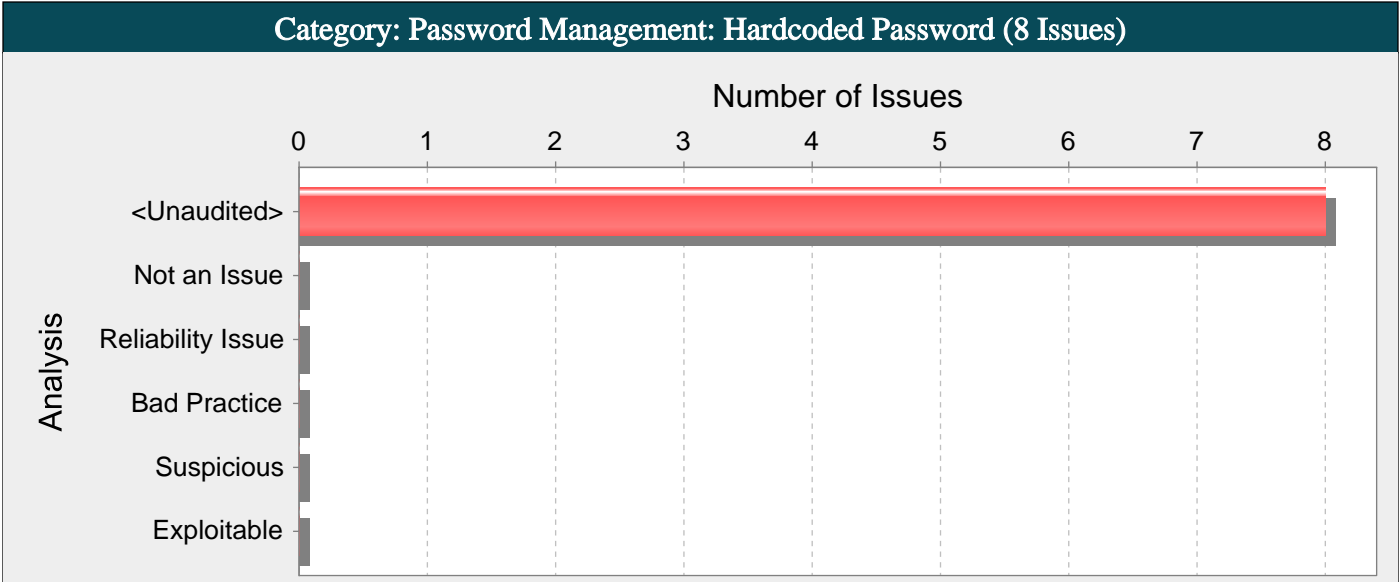 Category: Password Management: Hardcoded Password (8 Issues)
Number of Issues
0 1 2 3 4 5 6 7 8
<Unaudited>
Not an Issue
Reliability Issue
Bad Practice
Suspicious
Exploitable
Analysis